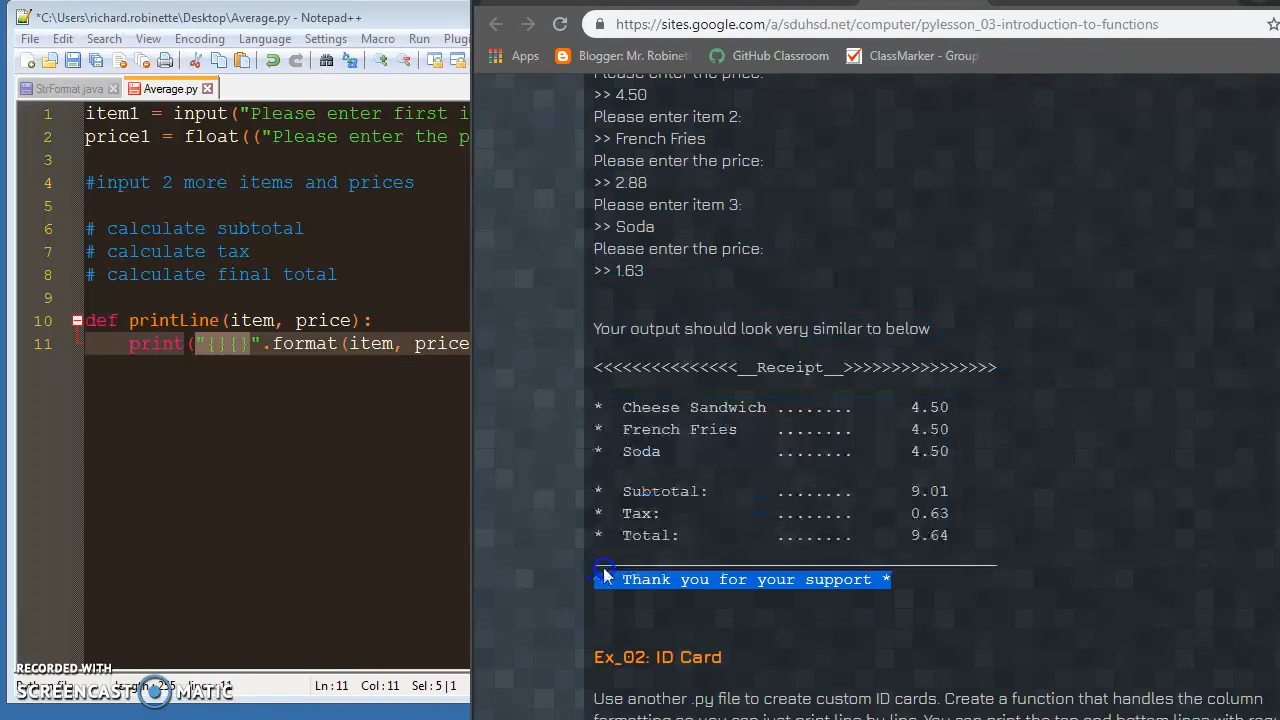 *C:\Users\richard.robinette\Desktop\Average.py - Notepad++
File Edit Search View Encoding Language Settings Macro Run Plugi
StrFormat.java Average.py
1 item1 = input("Please enter first i
2 price1 = float(("Please enter the p
3
4 #input 2 more items and prices
5
6 # calculate subtotal
7 # calculate tax
8 # calculate final total
9
10 def printLine(item, price):
11 print("{}{}".format(item, price
RECORDED WITH
SCREENCAST MATIC
Ln:11 Col:11 Sel:5|1
https://sites.google.com/a/sduhsd.net/computer/pylesson_03-introduction-to-functions
Apps Blogger: Mr. Robinett GitHub Classroom ClassMarker - Group
Please enter the price:
>> 4.50
Please enter item 2:
>> French Fries
Please enter the price:
>> 2.88
Please enter item 3:
>> Soda
Please enter the price:
>> 1.63
Your output should look very similar to below
<<<<<<<<<<<<<<<__Receipt__>>>>>>>>>>>>>>>>
* Cheese Sandwich ........ 4.50
* French Fries ........ 4.50
* Soda ........ 4.50
* Subtotal: ........ 9.01
* Tax: ........ 0.63
* Total: ........ 9.64
__________________________________________
* Thank you for your support *
Ex_02: ID Card
Use another .py file to create custom ID cards. Create a function that handles the column